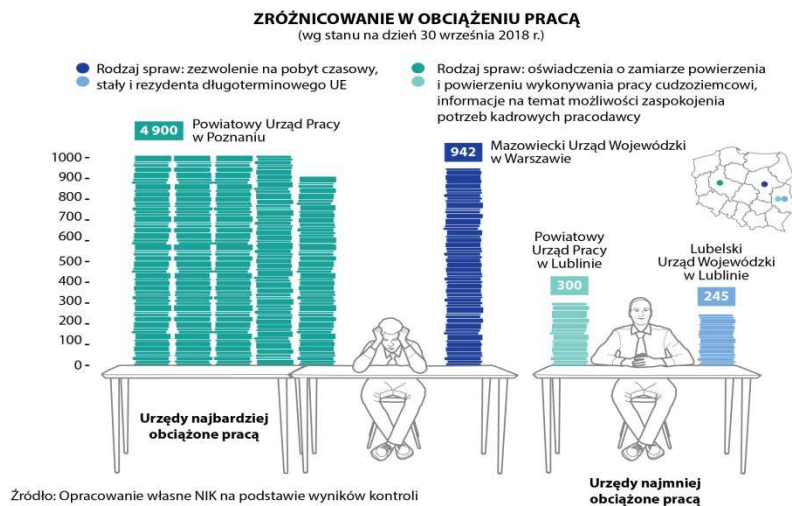 ZRÓŻNICOWANIE W OBCIĄŻENIU PRACĄ
(wg stanu na dzień 30 września 2018 r.)
Rodzaj spraw: zezwolenie na pobyt czasowy,
stały i rezydenta długoterminowego UE
Rodzaj spraw: oświadczenia o zamiarze powierzenia
i powierzeniu wykonywania pracy cudzoziemcowi,
informacje na temat możliwości zaspokojenia
potrzeb kadrowych pracodawcy
4 900
Powiatowy Urząd Pracy
w Poznaniu
942
Mazowiecki Urząd Wojewódzki
w Warszawie
Powiatowy
Urząd Pracy
w Lublinie
300
Lubelski
Urząd Wojewódzki
w Lublinie
245
1000 -
900 -
800 -
700 -
600 -
500 -
400 -
300 -
200 -
100 -
0 -
Urzędy najbardziej
obciążone pracą
Urzędy najmniej
obciążone pracą
Źródło: Opracowanie własne NIK na podstawie wyników kontroli